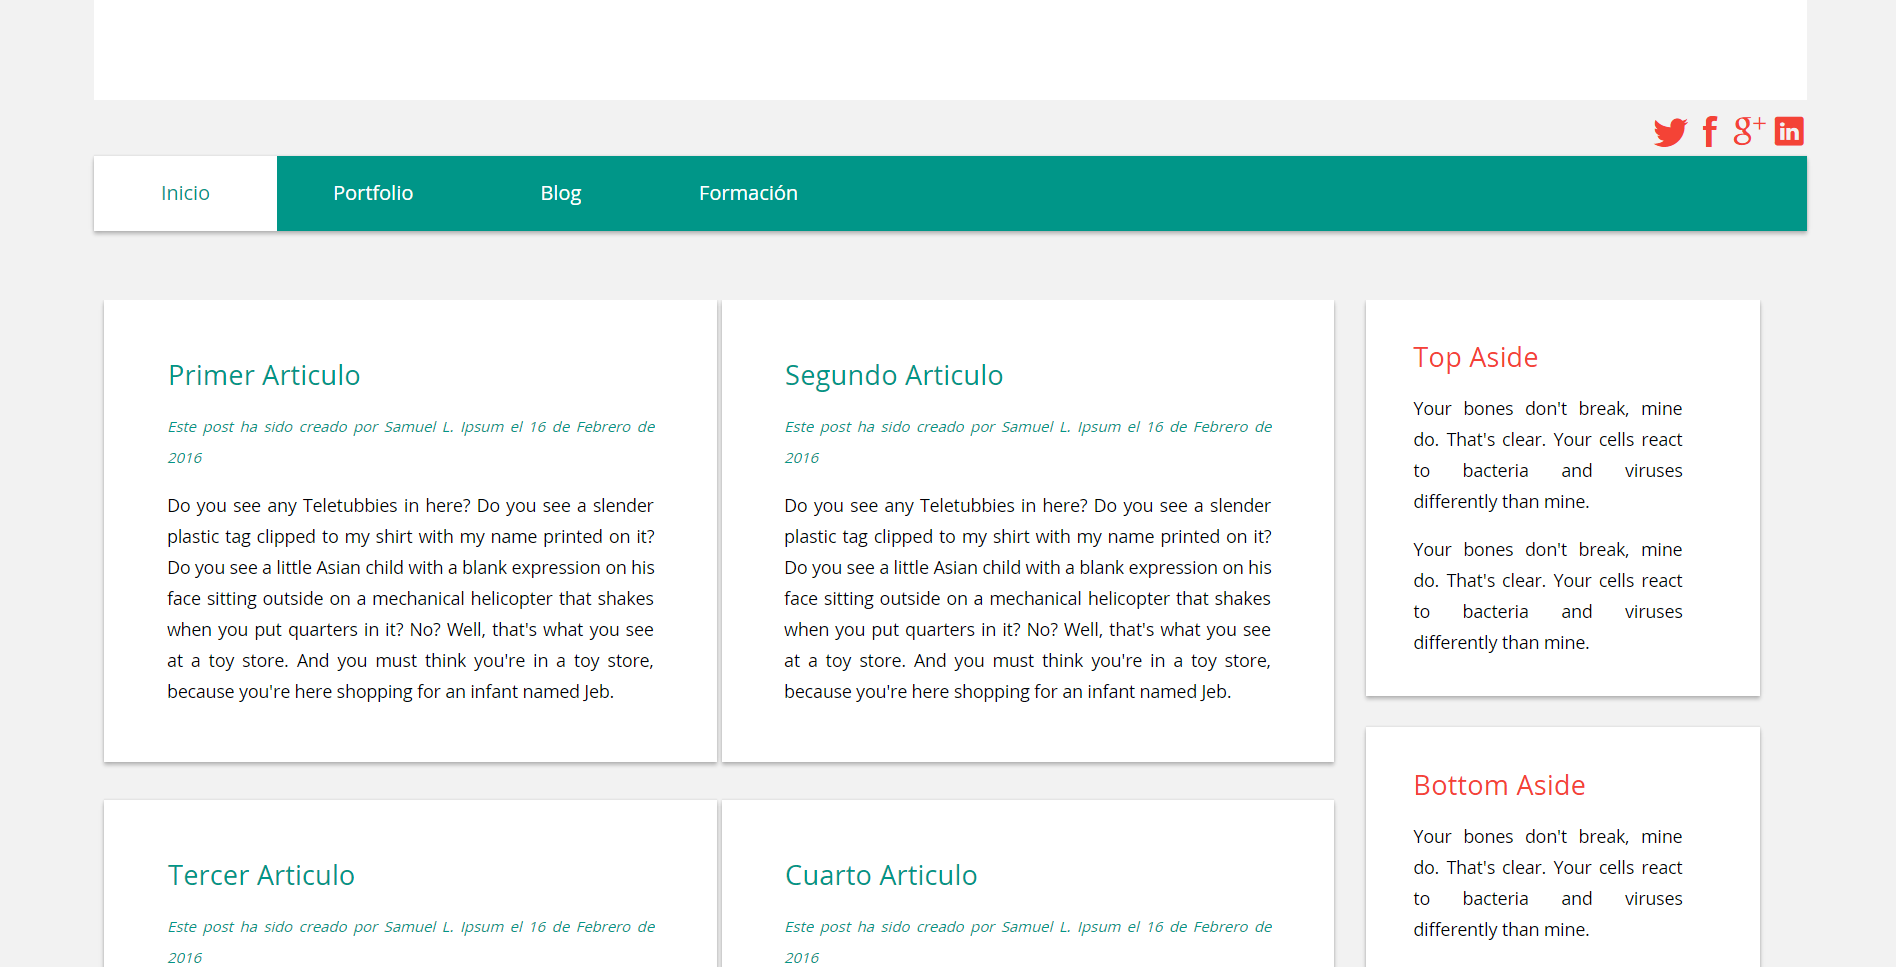 Inicio
Portfolio
Blog
Formación
Primer Articulo
Este post ha sido creado por Samuel L. Ipsum el 16 de Febrero de
2016
Do you see any Teletubbies in here? Do you see a slender
plastic tag clipped to my shirt with my name printed on it?
Do you see a little Asian child with a blank expression on his
face sitting outside on a mechanical helicopter that shakes
when you put quarters in it? No? Well, that's what you see
at a toy store. And you must think you're in a toy store,
because you're here shopping for an infant named Jeb.
Segundo Articulo
Este post ha sido creado por Samuel L. Ipsum el 16 de Febrero de
2016
Do you see any Teletubbies in here? Do you see a slender
plastic tag clipped to my shirt with my name printed on it?
Do you see a little Asian child with a blank expression on his
face sitting outside on a mechanical helicopter that shakes
when you put quarters in it? No? Well, that's what you see
at a toy store. And you must think you're in a toy store,
because you're here shopping for an infant named Jeb.
Tercer Articulo
Este post ha sido creado por Samuel L. Ipsum el 16 de Febrero de
2016
Cuarto Articulo
Este post ha sido creado por Samuel L. Ipsum el 16 de Febrero de
2016
Top Aside
Your bones don't break, mine
do. That's clear. Your cells react
to bacteria and viruses
differently than mine.
Your bones don't break, mine
do. That's clear. Your cells react
to bacteria and viruses
differently than mine.
Bottom Aside
Your bones don't break, mine
do. That's clear. Your cells react
to bacteria and viruses
differently than mine.